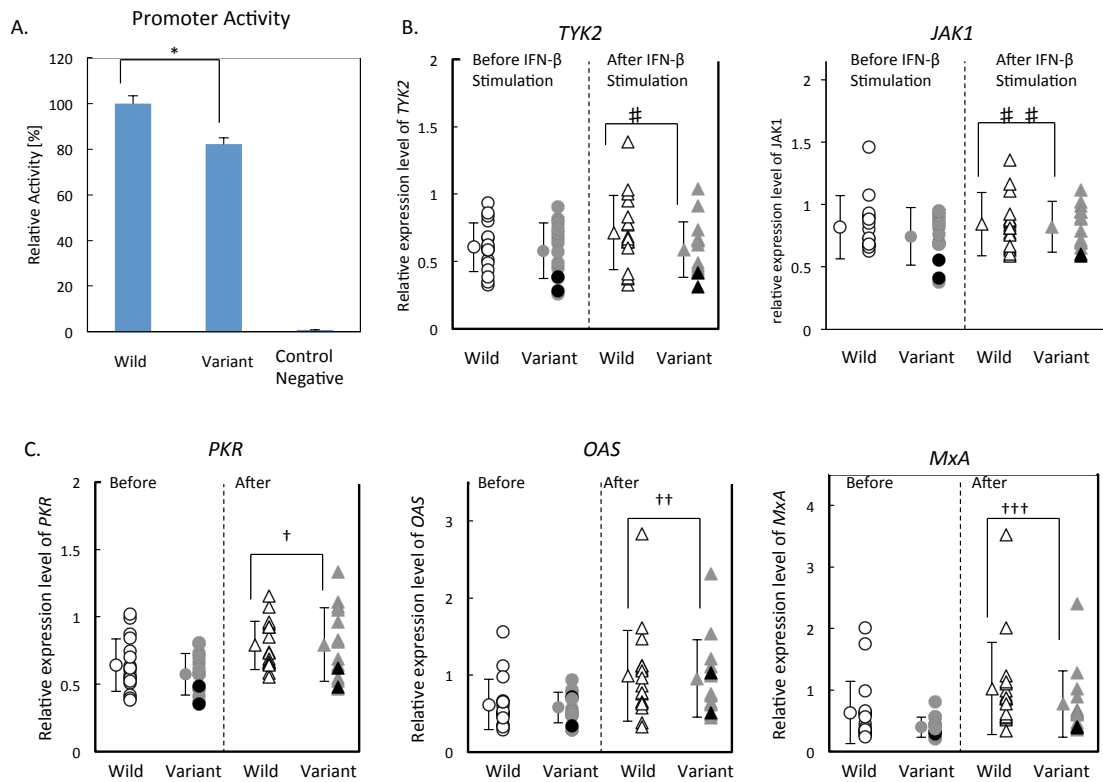 A.
Promoter Activity
Relative Activity [%]
120
100
80
60
40
20
0
*
Wild
Variant
Control
Negative
B.
TYK2
Before IFN-β
Stimulation
After IFN-β
Stimulation
Relative expression level of TYK2
2
1.5
1
0.5
0
#
Wild
Variant
Wild
Variant
JAK1
Before IFN-β
Stimulation
After IFN-β
Stimulation
relative expression level of JAK1
2
1.5
1
0.5
0
# #
Wild
Variant
Wild
Variant
C.
PKR
Before
After
Relative expression level of PKR
2
1.5
1
0.5
0
†
Wild
Variant
Wild
Variant
OAS
Before
After
Relative expression level of OAS
3
2
1
0
††
Wild
Variant
Wild
Variant
MxA
Before
After
Relative expression level of MxA
4
2
1
0
†††
Wild
Variant
Wild
Variant